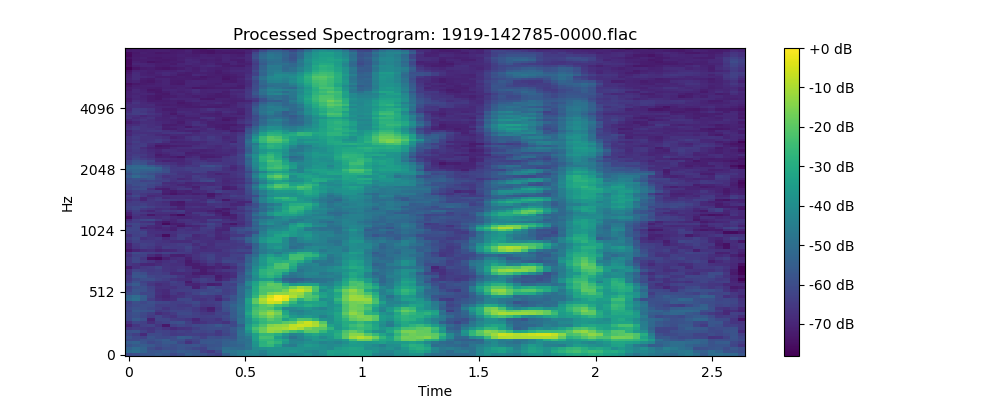 Processed Spectrogram: 1919-142785-0000.flac
+0 dB
-10 dB
4096
-20 dB
-30 dB
2048
Hz
-40 dB
1024
-50 dB
512
-60 dB
-70 dB
0
0 0.5 1 1.5 2 2.5
Time